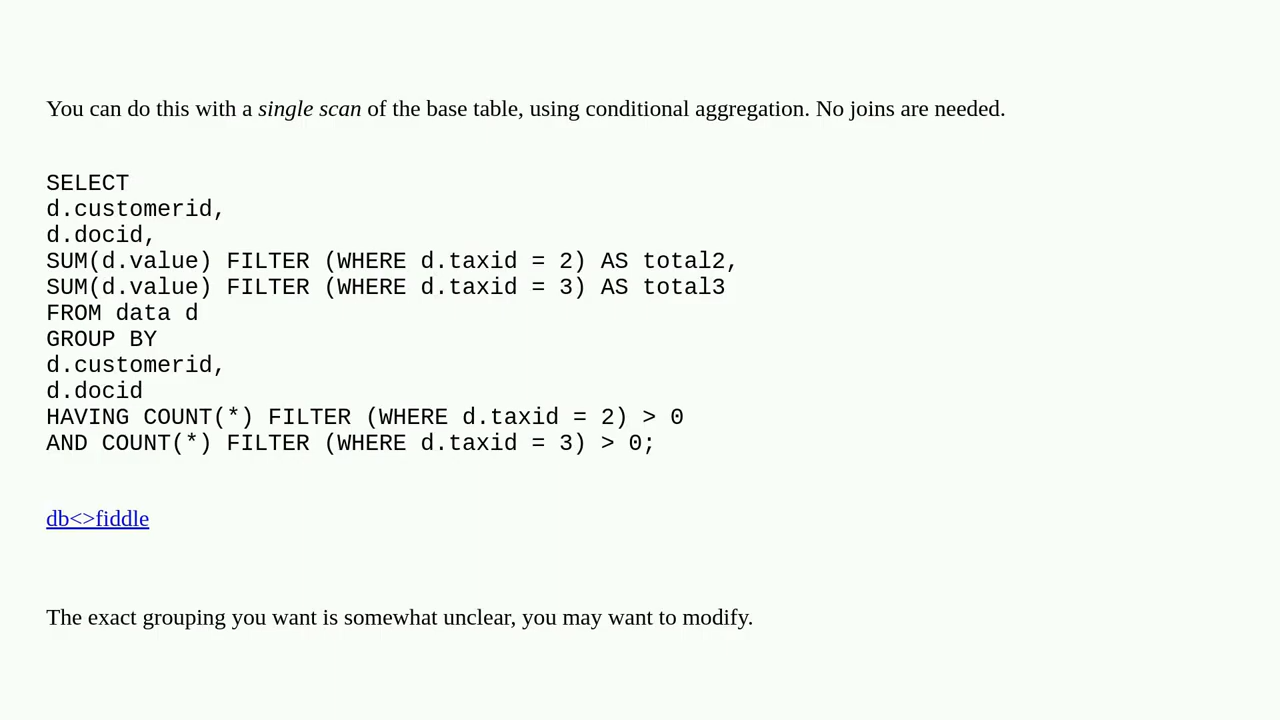 You can do this with a single scan of the base table, using conditional aggregation. No joins are needed.
SELECT
d.customerid,
d.docid,
SUM(d.value) FILTER (WHERE d.taxid = 2) AS total2,
SUM(d.value) FILTER (WHERE d.taxid = 3) AS total3
FROM data d
GROUP BY
d.customerid,
d.docid
HAVING COUNT(*) FILTER (WHERE d.taxid = 2) > 0
AND COUNT(*) FILTER (WHERE d.taxid = 3) > 0;
db<>fiddle
The exact grouping you want is somewhat unclear, you may want to modify.